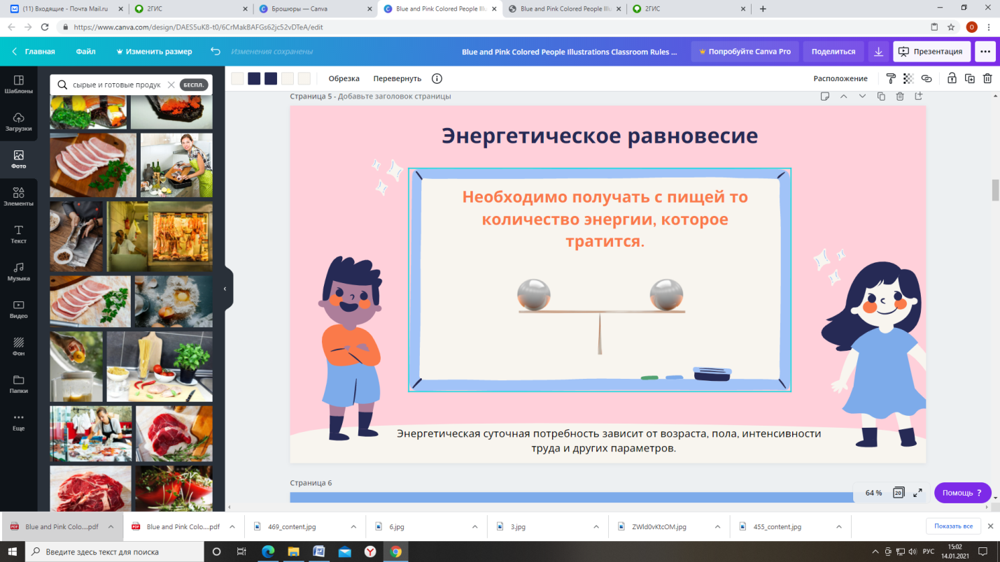 (11) Входящие - Почта Mail.ru
2ГИС
Брошюры — Canva
Blue and Pink Colored People Illu
Blue and Pink Colored People Illu
2ГИС
https://www.canva.com/design/DAES5uK8-t0/6CrMakBAFGs62jc52vDTeA/edit
О
Главная
Файл
Изменить размер
Изменения сохранены
Blue and Pink Colored People Illustrations Classroom Rules ...
Попробуйте Canva Pro
Поделиться
Презентация
сырые и готовые продук
БЕСПЛ.
Обрезка
Перевернуть
Расположение
Шаблоны
Загрузки
Фото
Элементы
Текст
Музыка
Видео
Фон
Папки
Еще
Страница 5 - Добавьте заголовок страницы
Энергетическое равновесие
Необходимо получать с пищей то
количество энергии, которое
тратится.
Энергетическая суточная потребность зависит от возраста, пола, интенсивности
труда и других параметров.
Страница 6
64 %
20
Помощь ?
Blue and Pink Colo....pdf
Blue and Pink Colo....pdf
469_content.jpg
6.jpg
3.jpg
ZWld0vKtcOM.jpg
455_content.jpg
Показать все
Введите здесь текст для поиска
РУС
15:02
14.01.2021